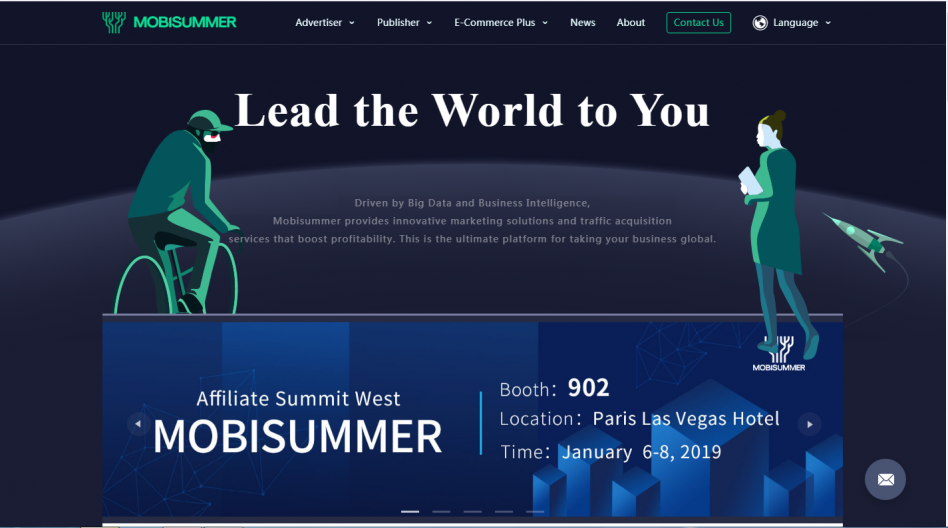 MOBISUMMER
Advertiser
Publisher
E-Commerce Plus
News
About
Contact Us
Language
Lead the World to You
Driven by Big Data and Business Intelligence,
Mobisummer provides innovative marketing solutions and traffic acquisition
services that boost profitability. This is the ultimate platform for taking your business global.
MOBISUMMER
Affiliate Summit West
MOBISUMMER
Booth: 902
Location: Paris Las Vegas Hotel
Time: January 6-8, 2019